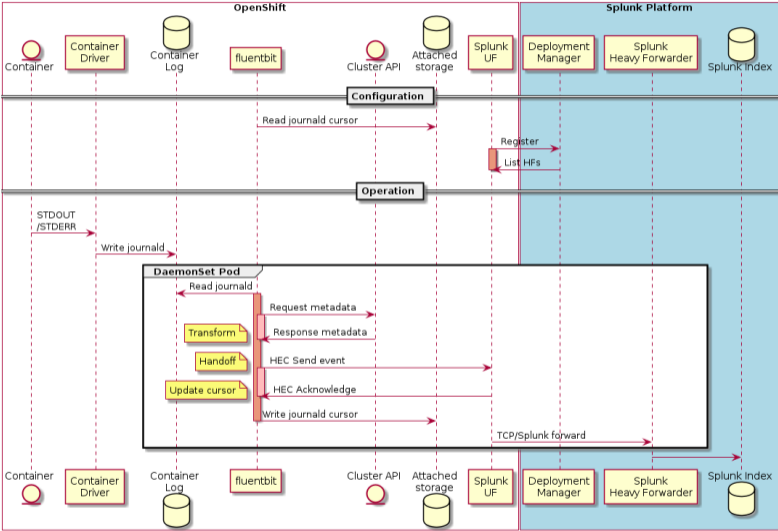 OpenShift
Splunk Platform
Container
Container
Driver
Container
Log
fluentbit
Cluster API
Attached
storage
Splunk
UF
Deployment
Manager
Splunk
Heavy Forwarder
Splunk Index
Configuration
Read journald cursor
Register
List HFs
Operation
STDOUT
/STDERR
Write journald
DaemonSet Pod
Read journald
Request metadata
Transform
Response metadata
Handoff
HEC Send event
Update cursor
HEC Acknowledge
Write journald cursor
TCP/Splunk forward
Container
Container
Driver
Container
Log
fluentbit
Cluster API
Attached
storage
Splunk
UF
Deployment
Manager
Splunk
Heavy Forwarder
Splunk Index